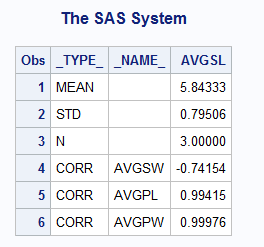 The SAS System
Obs _TYPE_ _NAME_ AVGSL
1 MEAN 5.84333
2 STD 0.79506
3 N 3.00000
4 CORR AVGSW -0.74154
5 CORR AVGPL 0.99415
6 CORR AVGPW 0.99976